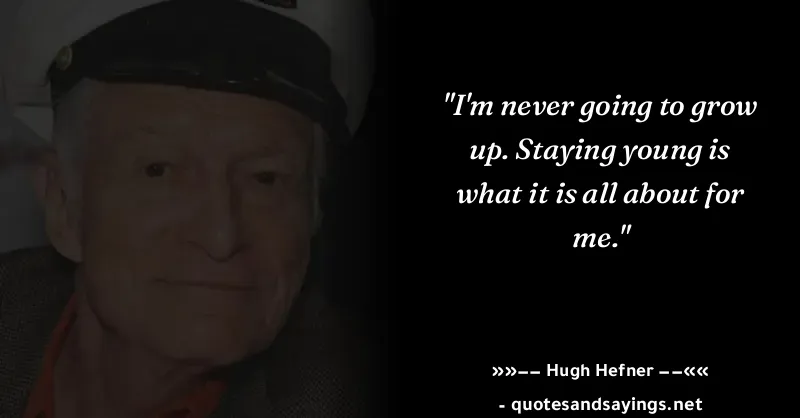 "I'm never going to grow
up. Staying young is
what it is all about for
me."
»»−− Hugh Hefner −−««
- quotesandsayings.net